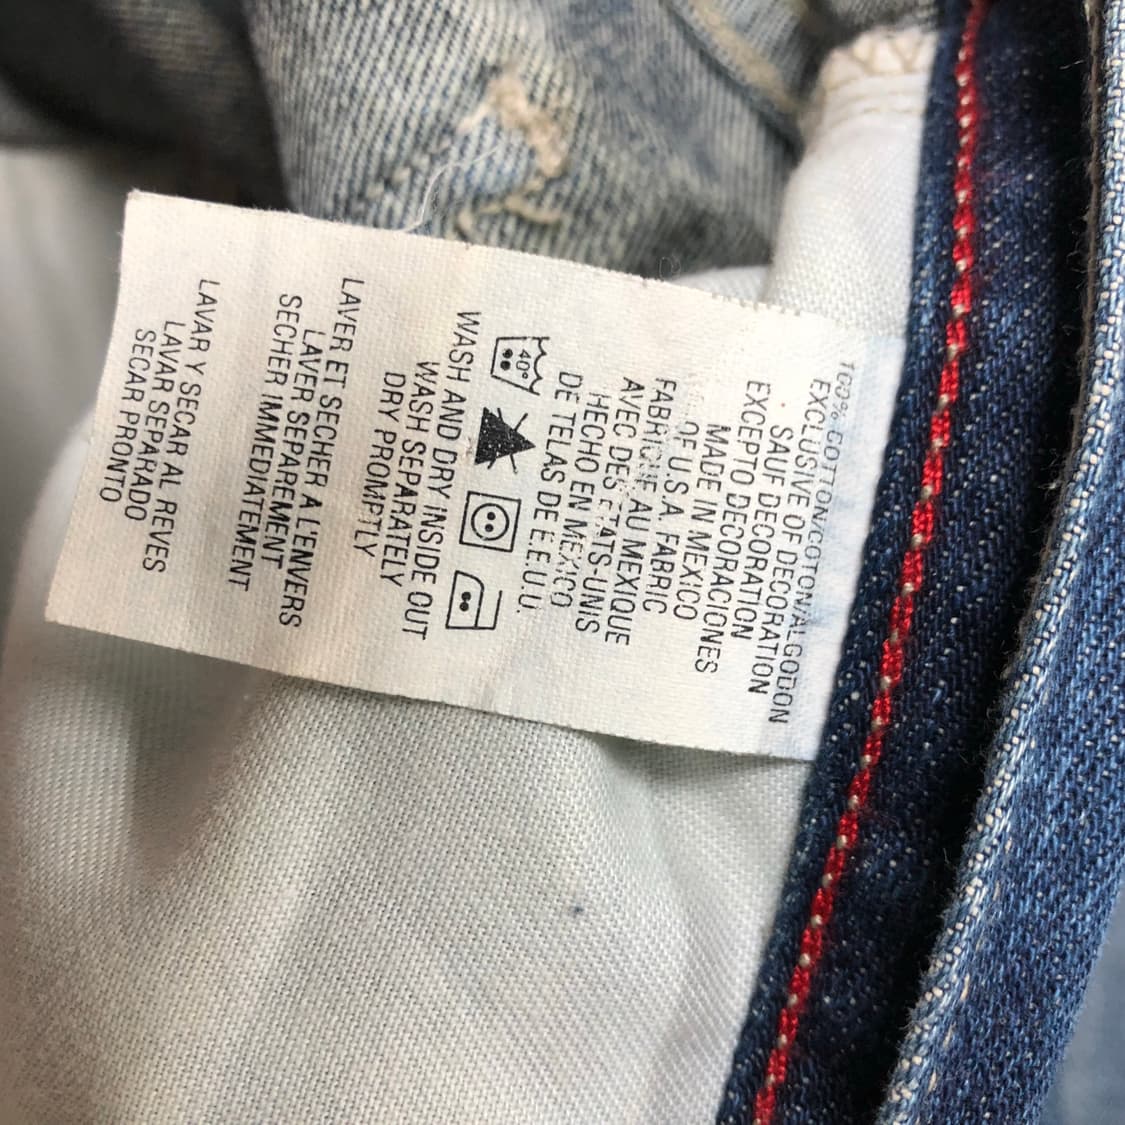 100% COTTON/COTON/ALGODON
EXCLUSIVE OF DECORATION
SAUF DECORATION
EXCEPTO DECORACIONES
MADE IN MEXICO
OF U.S.A. FABRIC
FABRIQUE AU MEXIQUE
AVEC DES ETATS-UNIS
HECHO EN MEXICO
DE TELAS DE E.E.U.U.
40°
WASH AND DRY INSIDE OUT
WASH SEPARATELY
DRY PROMPTLY
LAVER ET SECHER A L'ENVERS
LAVER SEPAREMENT
SECHER IMMEDIATEMENT
LAVAR Y SECAR AL REVES
LAVAR SEPARADO
SECAR PRONTO